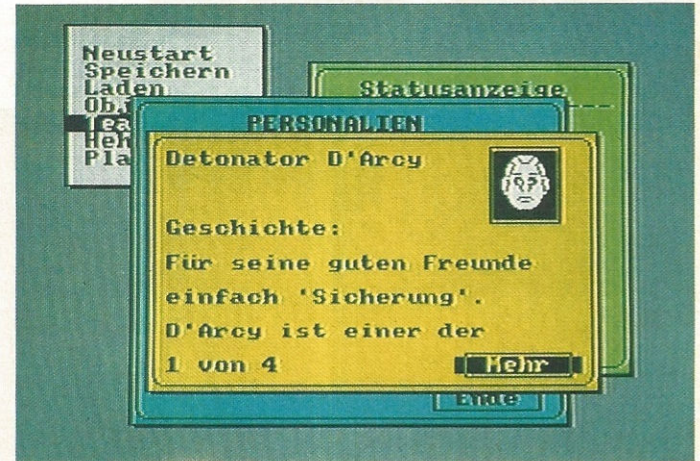 Neustart
Speichern
Laden
Statusanzeige
PERSONALIEN
Detonator D'Arcy
Geschichte:
Für seine guten Freunde
einfach 'Sicherung'.
D'Arcy ist einer der
1 von 4
Mehr
Ende